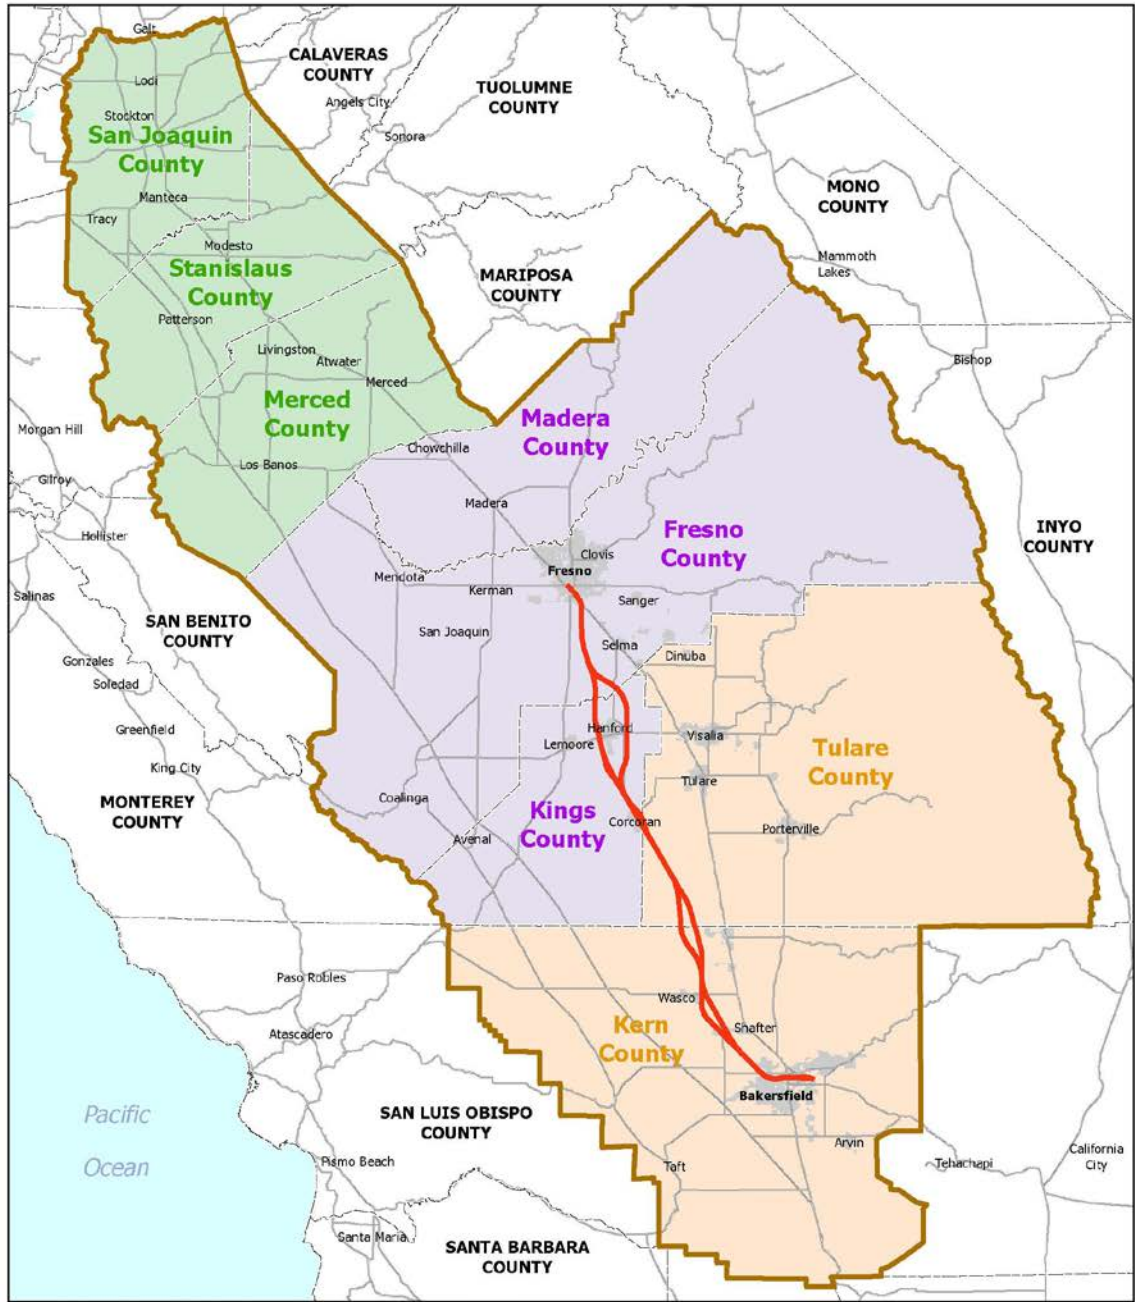 Galt
CALAVERAS
COUNTY
Lodi
TUOLUMNE
COUNTY
Angels City
Stockton
San Joaquin
County
Sonora
MONO
COUNTY
Manteca
Tracy
Modesto
Mammoth
Lakes
Stanislaus
County
MARIPOSA
COUNTY
Patterson
Livingston
Atwater
Bishop
Merced
Merced
County
Madera
County
Morgan Hill
Chowchilla
Los Banos
Gilroy
Madera
Hollister
Fresno
County
INYO
COUNTY
Clovis
Fresno
Mendota
Kerman
Salinas
Sanger
SAN BENITO
COUNTY
San Joaquin
Selma
Gonzales
Dinuba
Soledad
Greenfield
Hanford
Visalia
Lemoore
Tulare
County
King City
Tulare
MONTEREY
COUNTY
Coalinga
Kings
County
Corcoran
Porterville
Avenal
Paso Robles
Wasco
Kern
County
Shafter
Atascadero
Bakersfield
Pacific
Ocean
SAN LUIS OBISPO
COUNTY
Arvin
California
City
Pismo Beach
Taft
Tehachapi
Santa Maria
SANTA BARBARA
COUNTY